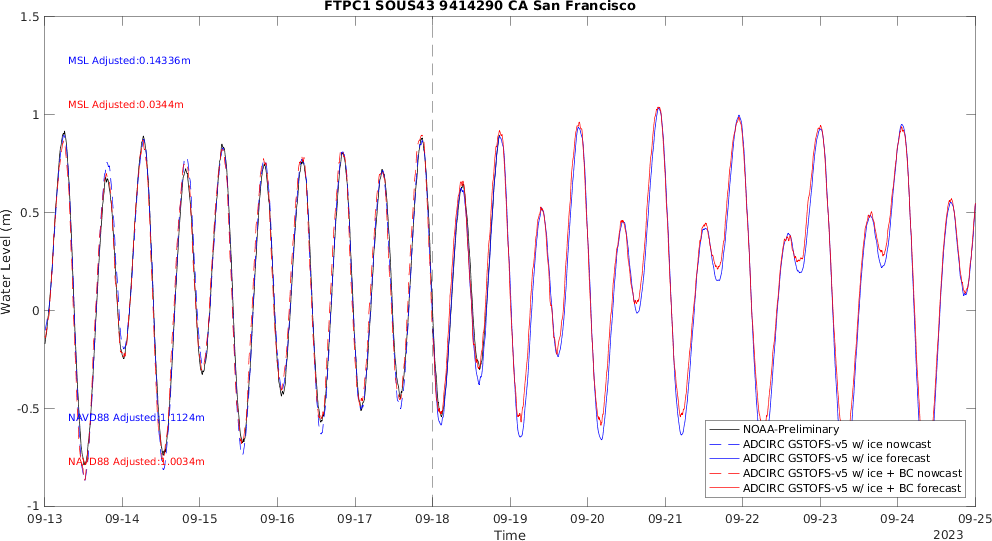 FTPC1 SOUS43 9414290 CA San Francisco
1.5
MSL Adjusted:0.14336m
MSL Adjusted:0.0344m
1
0.5
Water Level (m)
0
-0.5
NAVD88 Adjusted:1.1124m
NAVD88 Adjusted:1.0034m
-1
NOAA-Preliminary
ADCIRC GSTOFS-v5 w/ ice nowcast
ADCIRC GSTOFS-v5 w/ ice forecast
ADCIRC GSTOFS-v5 w/ ice + BC nowcast
ADCIRC GSTOFS-v5 w/ ice + BC forecast
09-13 09-14 09-15 09-16 09-17 09-18 09-19 09-20 09-21 09-22 09-23 09-24 09-25
Time
2023